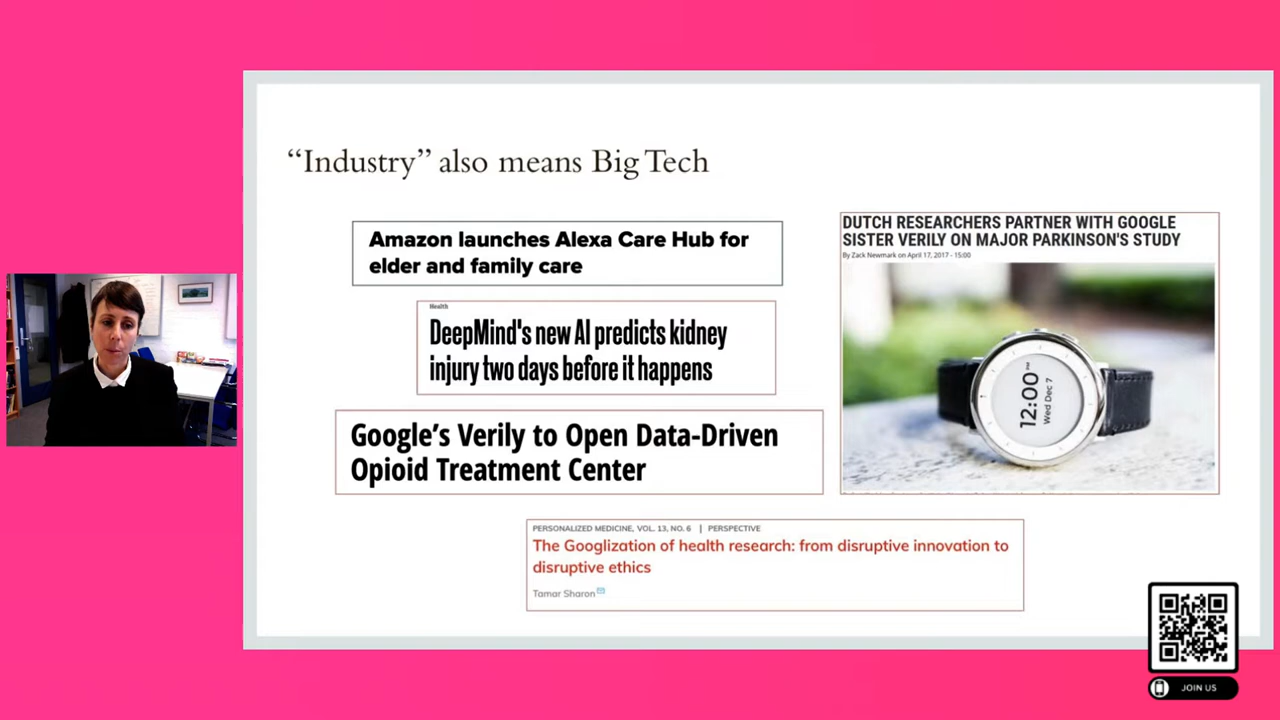 “Industry” also means Big Tech
Amazon launches Alexa Care Hub for
elder and family care
Health
DeepMind's new AI predicts kidney
injury two days before it happens
Google’s Verily to Open Data-Driven
Opioid Treatment Center
DUTCH RESEARCHERS PARTNER WITH GOOGLE
SISTER VERILY ON MAJOR PARKINSON'S STUDY
By Zack Newmark on April 17, 2017 - 15:00
12:00 PM
Wed Dec 7
PERSONALIZED MEDICINE, VOL. 13, NO. 6 | PERSPECTIVE
The Googlization of health research: from disruptive innovation to
disruptive ethics
Tamar Sharon
JOIN US